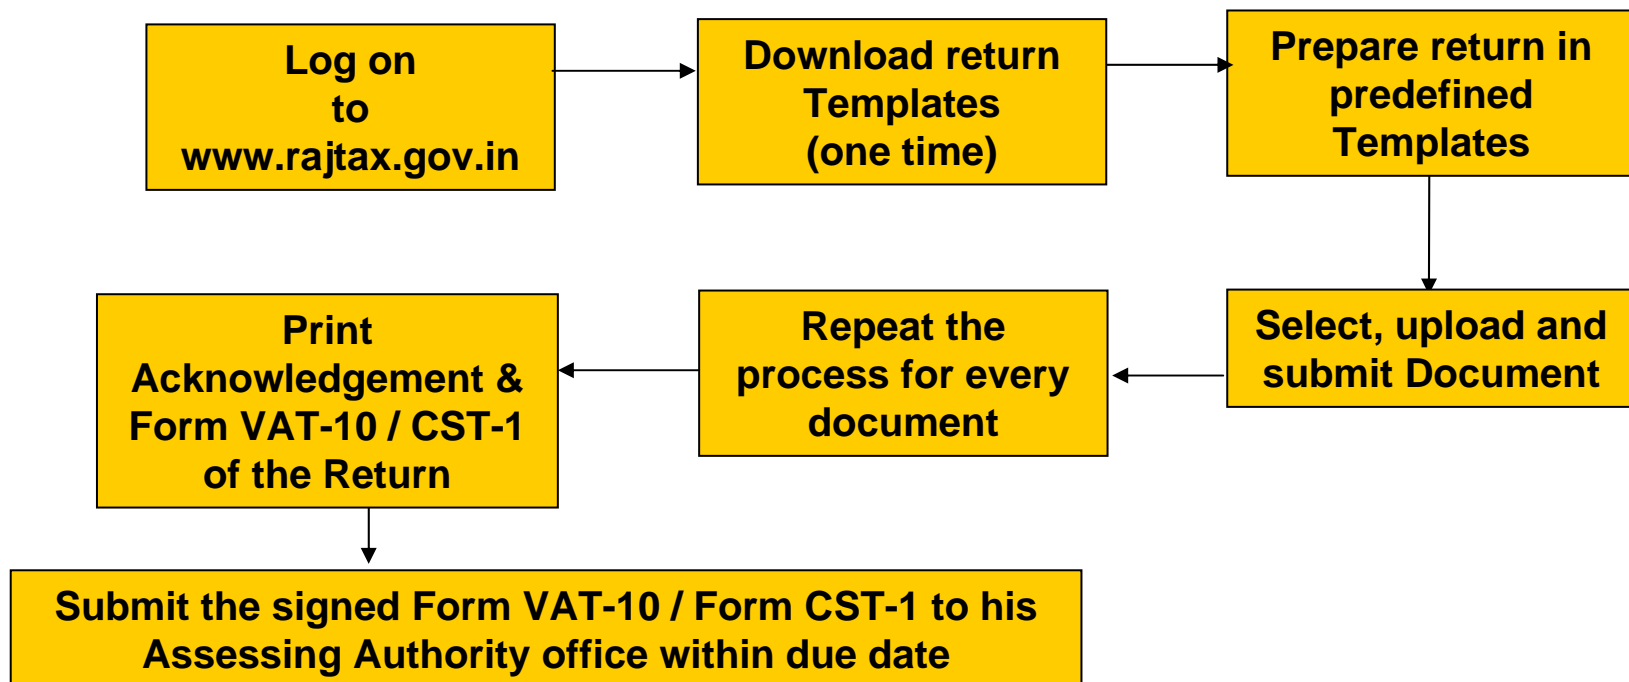 Log on
to
www.rajtax.gov.in
Download return
Templates
(one time)
Prepare return in
predefined
Templates
Select, upload and
submit Document
Repeat the
process for every
document
Print
Acknowledgement &
Form VAT-10 / CST-1
of the Return
Submit the signed Form VAT-10 / Form CST-1 to his
Assessing Authority office within due date